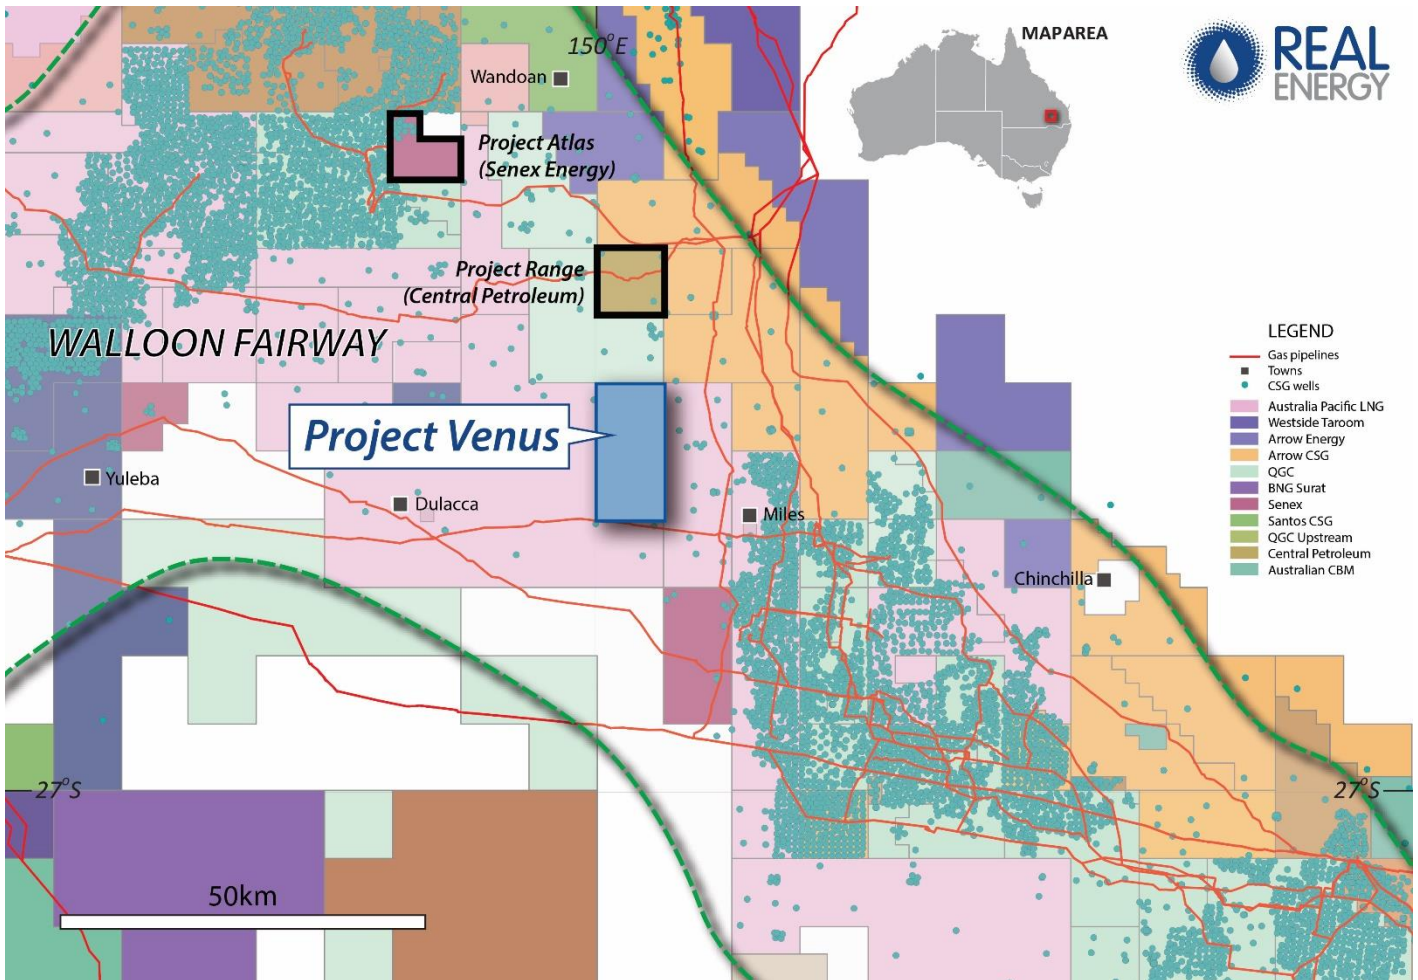 150°E
MAPAREA
REAL
ENERGY
Wandoan
Project Atlas
(Senex Energy)
Project Range
(Central Petroleum)
WALLOON FAIRWAY
Project Venus
Yuleba
Dulacca
Miles
Chinchilla
LEGEND
Gas pipelines
Towns
CSG wells
Australia Pacific LNG
Westside Taroom
Arrow Energy
Arrow CSG
QGC
BNG Surat
Senex
Santos CSG
QGC Upstream
Central Petroleum
Australian CBM
27°S
27°S
50km